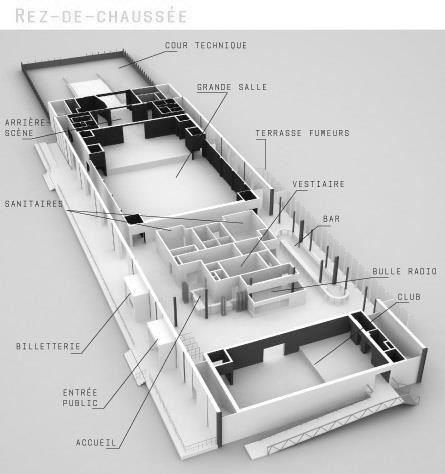 REZ-DE-CHAUSSÉE
COUR TECHNIQUE
GRANDE SALLE
ARRIÈRE-
SCÈNE
TERRASSE FUMEURS
VESTIAIRE
SANITAIRES
BAR
BULLE RADIO
CLUB
BILLETTERIE
ENTRÉE
PUBLIC
ACCUEIL